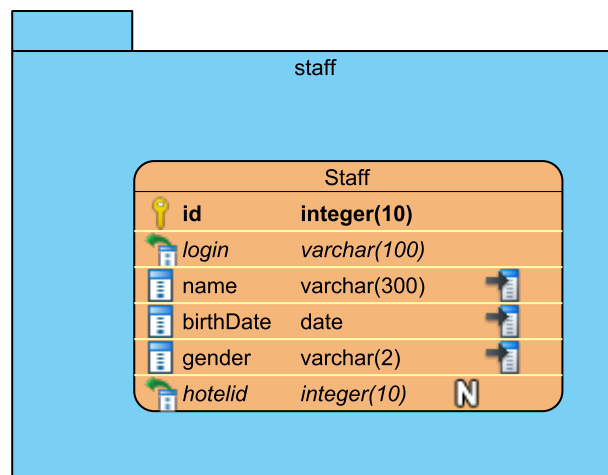 staff
Staff
id integer(10)
login varchar(100)
name varchar(300)
birthDate date
gender varchar(2)
hotelid integer(10) N